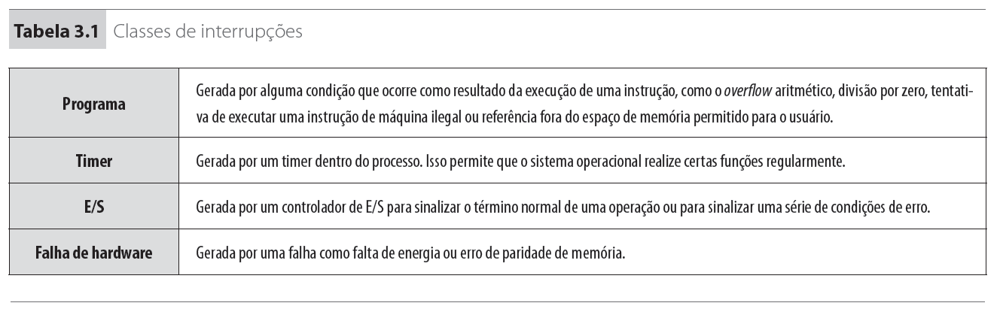 Tabela 3.1 Classes de interrupções
Programa
Gerada por alguma condição que ocorre como resultado da execução de uma instrução, como o overflow aritmético, divisão por zero, tentati-
va de executar uma instrução de máquina ilegal ou referência fora do espaço de memória permitido para o usuário.
Timer
Gerada por um timer dentro do processo. Isso permite que o sistema operacional realize certas funções regularmente.
E/S
Gerada por um controlador de E/S para sinalizar o término normal de uma operação ou para sinalizar uma série de condições de erro.
Falha de hardware
Gerada por uma falha como falta de energia ou erro de paridade de memória.